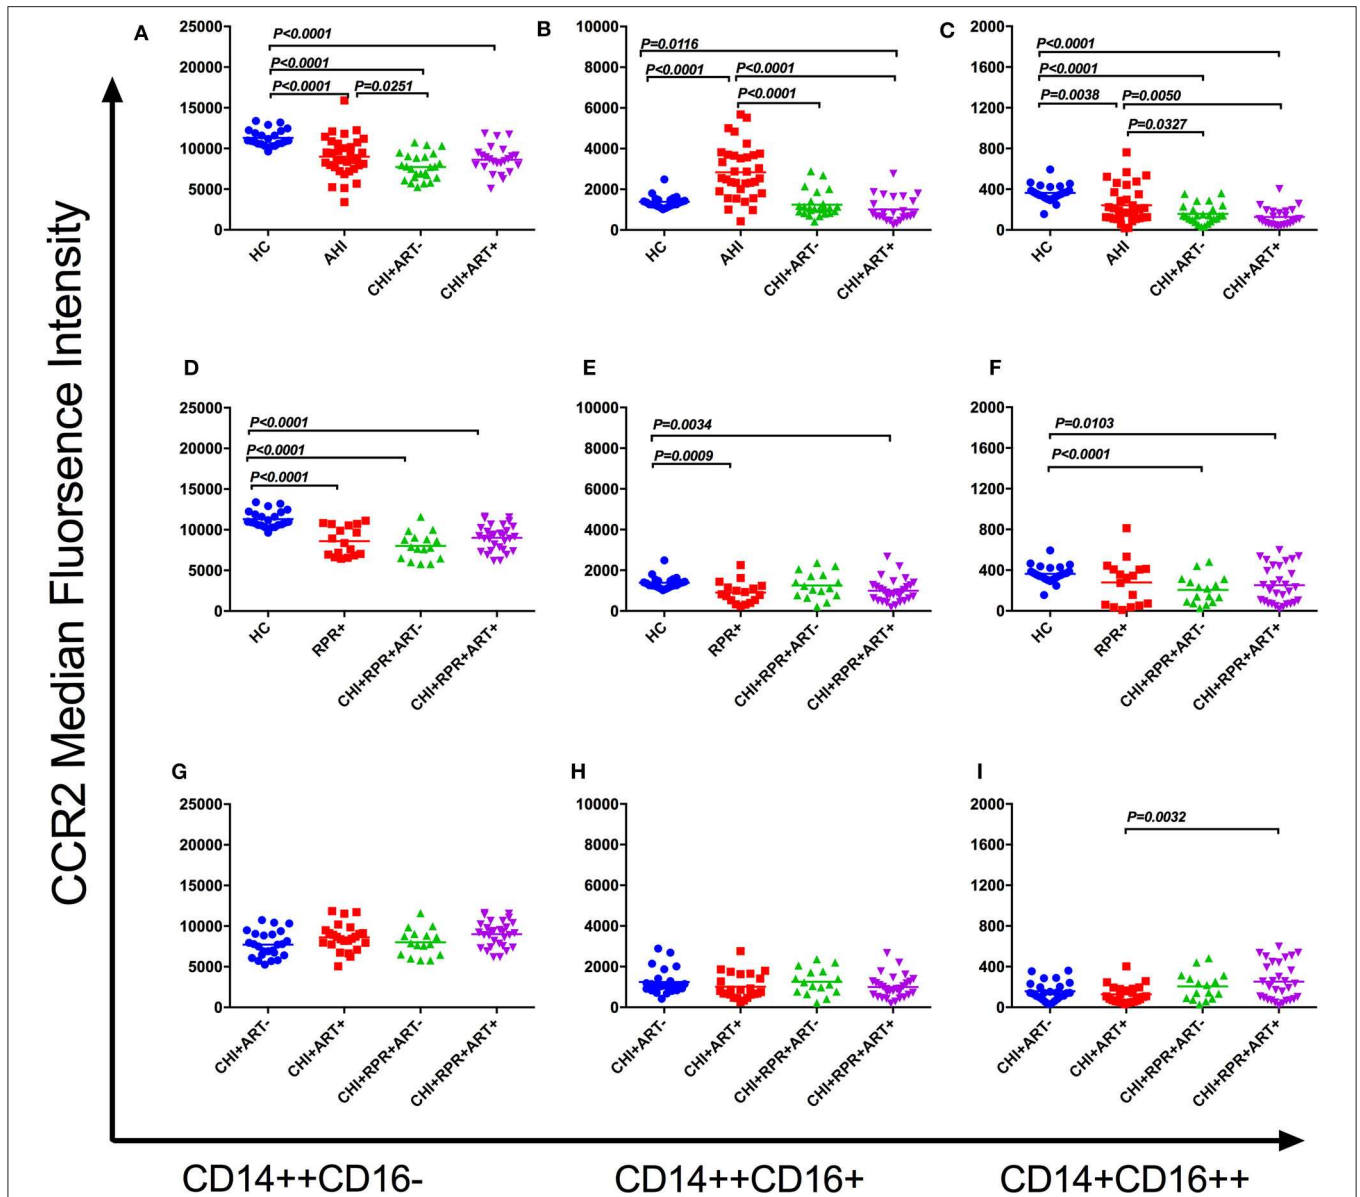 CCR2 Median Fluorsence Intensity
A
25000
20000
15000
10000
5000
0
P<0.0001
P<0.0001
P<0.0001
P=0.0251
HC
AHI
CHI+ART-
CHI+ART+
B
10000
8000
6000
4000
2000
0
P=0.0116
P<0.0001
P<0.0001
P<0.0001
HC
AHI
CHI+ART-
CHI+ART+
C
2000
1600
1200
800
400
0
P<0.0001
P<0.0001
P=0.0038
P=0.0050
P=0.0327
HC
AHI
CHI+ART-
CHI+ART+
D
25000
20000
15000
10000
5000
0
P<0.0001
P<0.0001
P<0.0001
HC
RPR+
CHI+RPR+ART-
CHI+RPR+ART+
E
10000
8000
6000
4000
2000
0
P=0.0034
P=0.0009
HC
RPR+
CHI+RPR+ART-
CHI+RPR+ART+
F
2000
1600
1200
800
400
0
P=0.0103
P<0.0001
HC
RPR+
CHI+RPR+ART-
CHI+RPR+ART+
G
25000
20000
15000
10000
5000
0
CHI+ART-
CHI+ART+
CHI+RPR+ART-
CHI+RPR+ART+
H
10000
8000
6000
4000
2000
0
CHI+ART-
CHI+ART+
CHI+RPR+ART-
CHI+RPR+ART+
I
2000
1600
1200
800
400
0
P=0.0032
CHI+ART-
CHI+ART+
CHI+RPR+ART-
CHI+RPR+ART+
CD14++CD16-
CD14++CD16+
CD14+CD16++